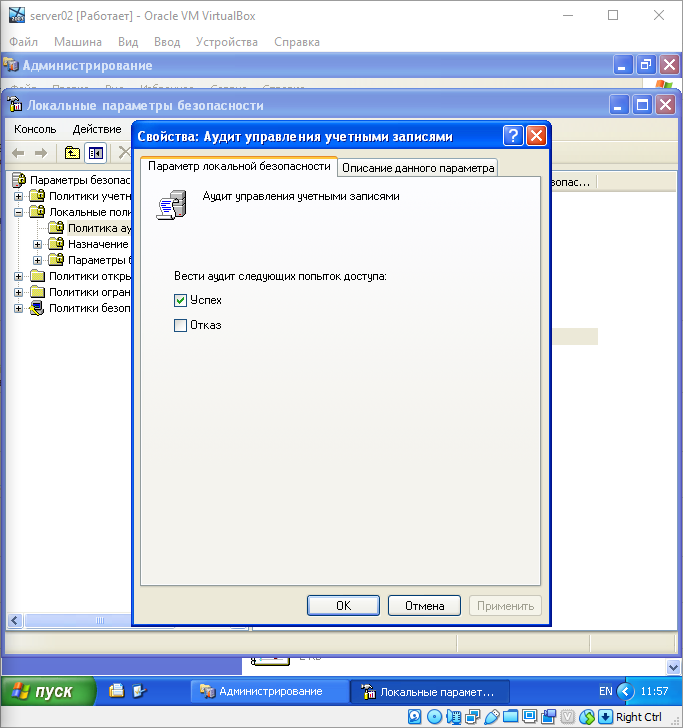 server02 [Работает] - Oracle VM VirtualBox
Файл Машина Вид Ввод Устройства Справка
Администрирование
Локальные параметры безопасности
Консоль Действие
Свойства: Аудит управления учетными записями
Параметр локальной безопасности Описание данного параметра
Параметры безопас
Политики учетн
Локальные поли
Политика ау
Назначение
Параметры б
Политики откры
Политики огран
Политики безоп
опас...
Аудит управления учетными записями
Вести аудит следующих попыток доступа:
Успех
Отказ
OK Отмена Применить
пуск Администрирование Локальные парамет... EN 11:57
Right Ctrl